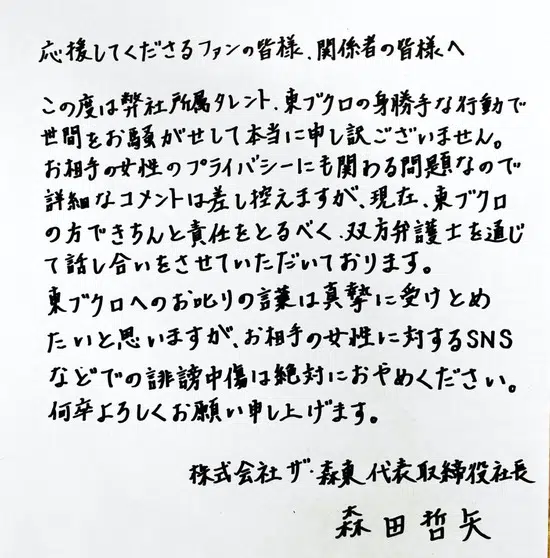 応援してくださるファンの皆様、関係者の皆様へ
この度は弊社所属タレント、東ブクロの身勝手な行動で
世間をお騒がせして本当に申し訳ございません。
お相手の女性のプライバシーにも関わる問題なので
詳細なコメントは差し控えますが、現在、東ブクロ
の方できちんと責任をとるべく、双方弁護士を通じ
て話し合いをさせていただいております。
東ブクロへのお叱りの言葉は真摯に受けとめ
たいと思いますが、お相手の女性に対するSNS
などでの誹謗中傷は絶対におやめください。
何卒よろしくお願い申し上げます。
株式会社 ザ・森東 代表取締役社長
森田哲矢